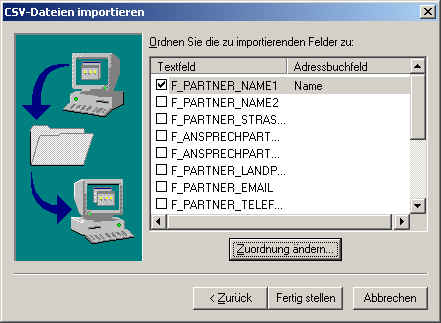 CSV-Dateien importieren
Ordnen Sie die zu importierenden Felder zu:
Textfeld Adressbuchfeld
F_PARTNER_NAME1 Name
F_PARTNER_NAME2
F_PARTNER_STRAS...
F_ANSPRECHPART...
F_ANSPRECHPART...
F_PARTNER_LANDP...
F_PARTNER_EMAIL
F_PARTNER_TELEF...
Zuordnung ändern...
< Zurück Fertig stellen Abbrechen